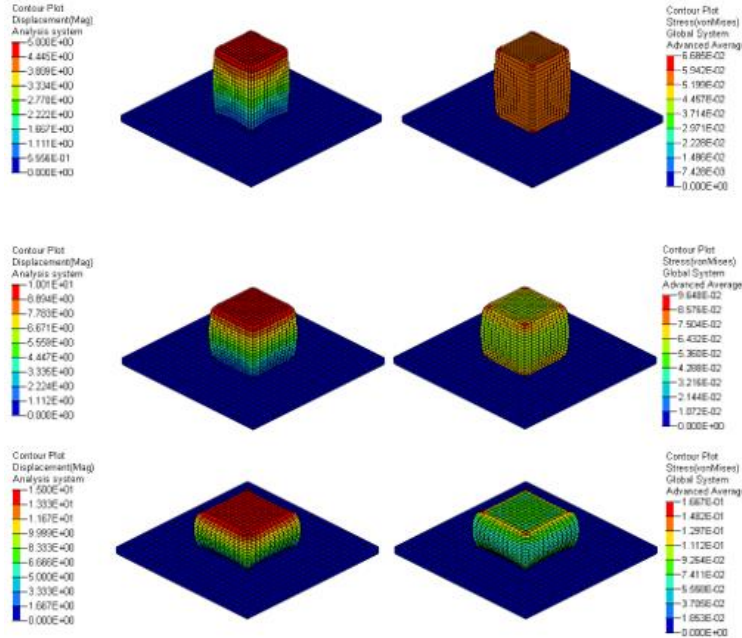 Contour Plot
Displacement(Mag)
Analysis system
5.000E+00
4.445E+00
3.889E+00
3.334E+00
2.778E+00
2.222E+00
1.667E+00
1.111E+00
5.556E-01
0.000E+00
Contour Plot
Stress(vonMises)
Global System
Advanced Average
6.685E-02
5.942E-02
5.199E-02
4.457E-02
3.714E-02
2.971E-02
2.228E-02
1.486E-02
7.428E-03
0.000E+00
Contour Plot
Displacement(Mag)
Analysis system
1.001E+01
8.894E+00
7.783E+00
6.671E+00
5.559E+00
4.447E+00
3.335E+00
2.224E+00
1.112E+00
0.000E+00
Contour Plot
Stress(vonMises)
Global System
Advanced Average
9.648E-02
8.576E-02
7.504E-02
6.432E-02
5.360E-02
4.288E-02
3.216E-02
2.144E-02
1.072E-02
0.000E+00
Contour Plot
Displacement(Mag)
Analysis system
1.500E+01
1.333E+01
1.167E+01
9.999E+00
8.333E+00
6.666E+00
5.000E+00
3.333E+00
1.667E+00
0.000E+00
Contour Plot
Stress(vonMises)
Global System
Advanced Average
1.667E-01
1.482E-01
1.297E-01
1.112E-01
9.264E-02
7.411E-02
5.558E-02
3.705E-02
1.853E-02
0.000E+00